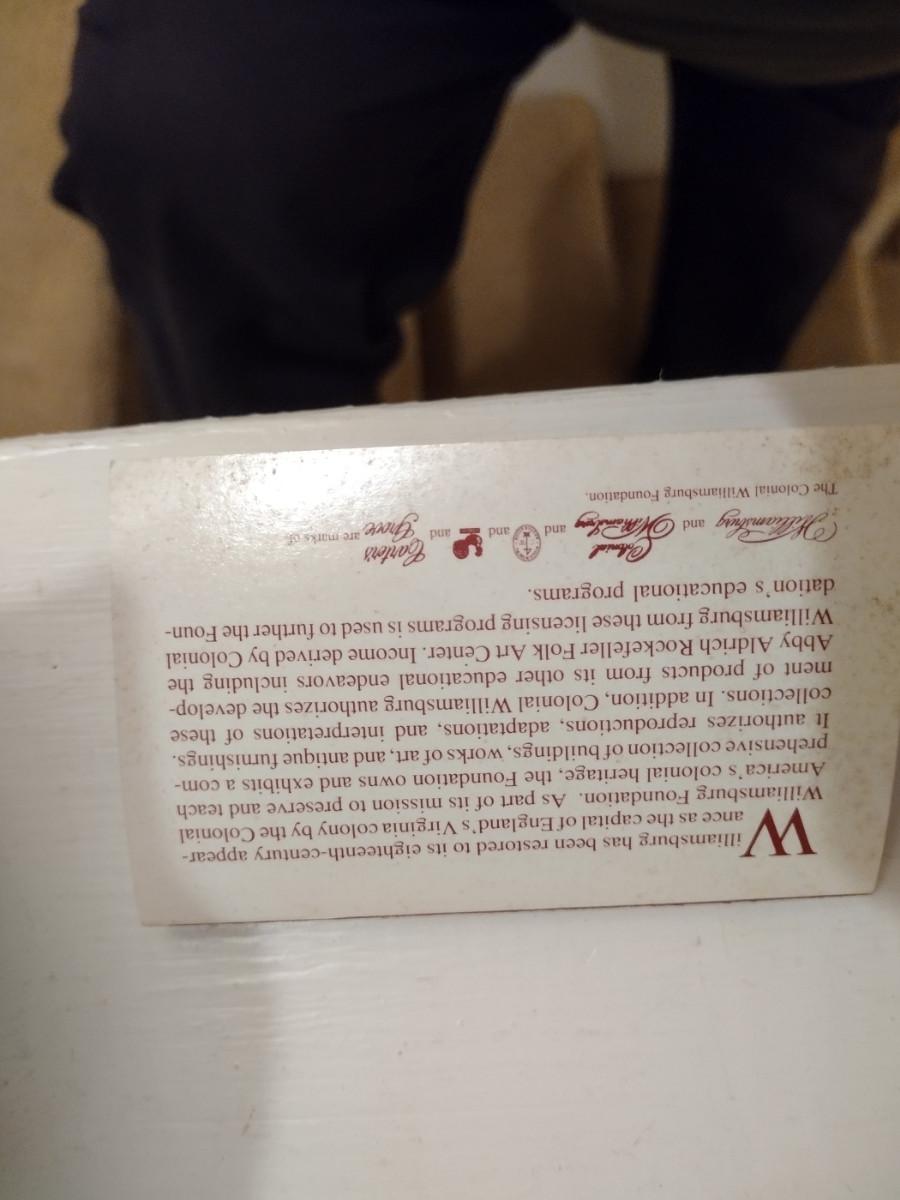 Williamsburg has been restored to its eighteenth-century appear-
ance as the capital of England's Virginia colony by the Colonial
Williamsburg Foundation. As part of its mission to preserve and teach
America's colonial heritage, the Foundation owns and exhibits a com-
prehensive collection of buildings, works of art, and antique furnishings.
It authorizes reproductions, adaptations, and interpretations of these
collections. In addition, Colonial Williamsburg authorizes the develop-
ment of products from its other educational endeavors including the
Abby Aldrich Rockefeller Folk Art Center. Income derived by Colonial
Williamsburg from these licensing programs is used to further the Foun-
dation's educational programs.
Williamsburg and Colonial Williamsburg and and and Carter's Grove are marks of
The Colonial Williamsburg Foundation.